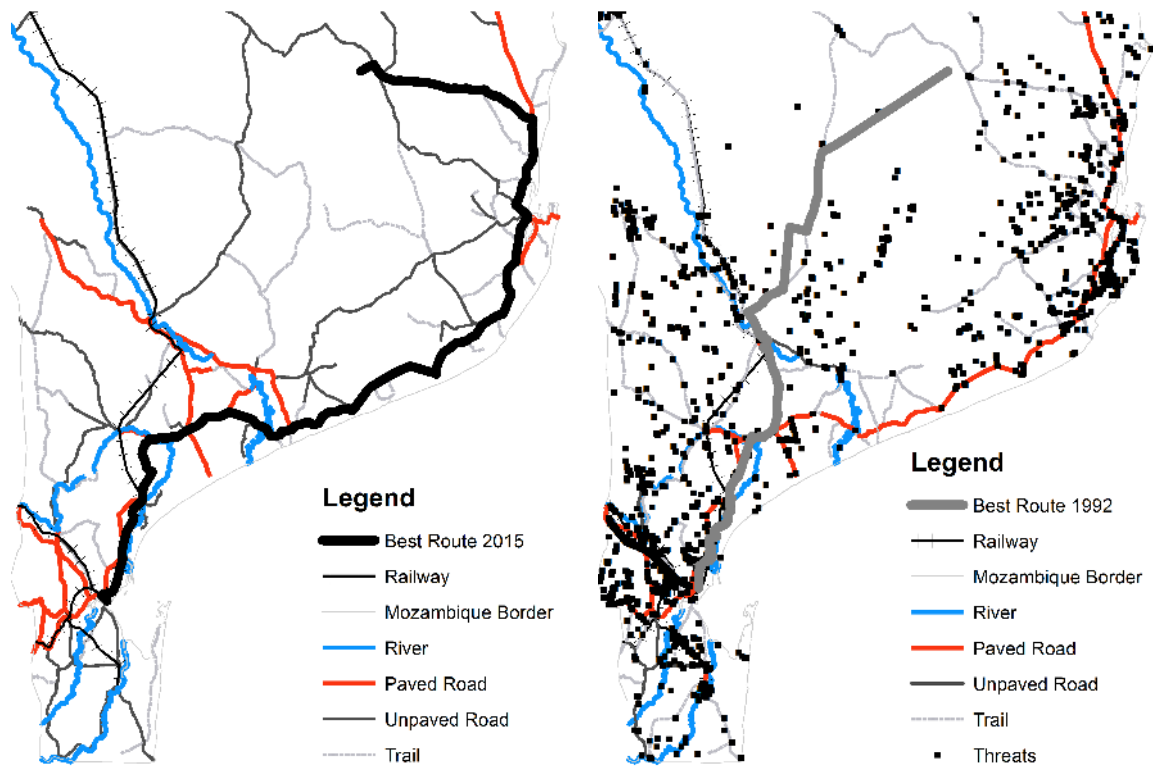 Legend
Best Route 2015
Railway
Mozambique Border
River
Paved Road
Unpaved Road
Trail
Legend
Best Route 1992
Railway
Mozambique Border
River
Paved Road
Unpaved Road
Trail
Threats